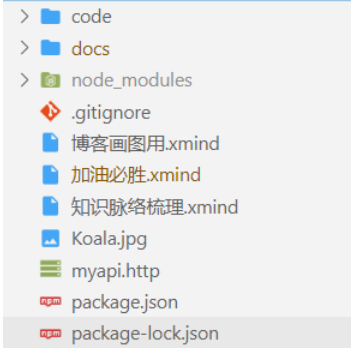 code
docs
node_modules
.gitignore
博客画图用.xmind
加油必胜.xmind
知识脉络梳理.xmind
Koala.jpg
myapi.http
package.json
package-lock.json